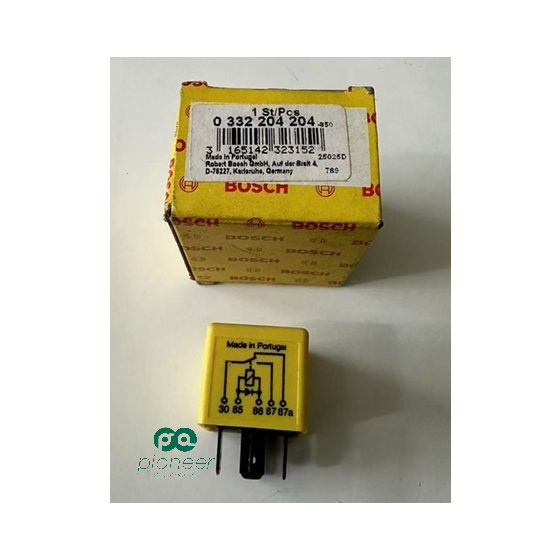 1 St/Pcs
0 332 204 204 -850
3 165142 323152
Made in Portugal 25025D
Robert Bosch GmbH, Auf der Breit 4,
D-76227, Karlsruhe, Germany 789
BOSCH
BOSCH BOSCH
BOSCH
BOSCH
Made in Portugal
30 85 86 87 87a
pioneer